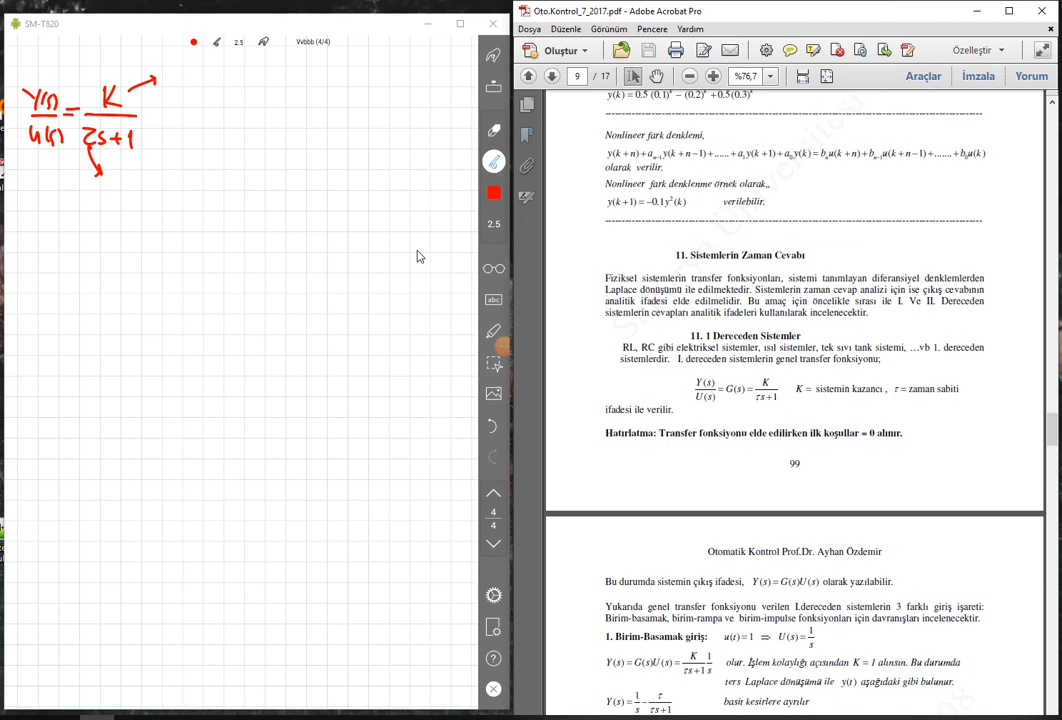 SM-T820
2.5
Vvbbb (4/4)
Y(s)/U(s) = K/τs+1
abc
2.5
4
4
Oto.Kontrol_7_2017.pdf - Adobe Acrobat Pro
Dosya Düzenle Görünüm Pencere Yardım
Oluştur
Özelleştir
9 / 17
%76,7
Araçlar İmzala Yorum
y(k) = 0.5 (0.1)^k − (0.2)^k + 0.5(0.3)^k
Nonlineer fark denklemi,
y(k+n) + a_{n-1} y(k+n−1) + ...... + a_1 y(k+1) + a_0 y(k) = b_n u(k+n) + b_{n-1} u(k+n−1) + ....... + b_0 u(k)
olarak verilir.
Nonlineer fark denklenme örnek olarak,,
y(k+1) = −0.1y²(k) verilebilir.
11. Sistemlerin Zaman Cevabı
Fiziksel sistemlerin transfer fonksiyonları, sistemi tanımlayan diferansiyel denklemlerden
Laplace dönüşümü ile edilmektedir. Sistemlerin zaman cevap analizi için ise çıkış cevabının
analitik ifadesi elde edilmelidir. Bu amaç için öncelikle sırası ile I. Ve II. Dereceden
sistemlerin cevapları analitik ifadeleri kullanılarak incelenecektir.
11. 1 Dereceden Sistemler
RL, RC gibi elektriksel sistemler, ısıl sistemler, tek sıvı tank sistemi, …vb 1. dereceden
sistemlerdir. I. dereceden sistemlerin genel transfer fonksiyonu;
Y(s)/U(s) = G(s) = K/τs+1 K = sistemin kazancı , τ = zaman sabiti
ifadesi ile verilir.
Hatırlatma: Transfer fonksiyonu elde edilirken ilk koşullar = 0 alınır.
99
Otomatik Kontrol Prof.Dr. Ayhan Özdemir
Bu durumda sistemin çıkış ifadesi, Y(s) = G(s)U(s) olarak yazılabilir.
Yukarıda genel transfer fonksiyonu verilen I.dereceden sistemlerin 3 farklı giriş işareti:
Birim-basamak, birim-rampa ve birim-impulse fonksiyonları için davranışları incelenecektir.
1. Birim-Basamak giriş: u(t) = 1 ⇒ U(s) = 1/s
Y(s) = G(s)U(s) = K/τs+1 1/s olur. İşlem kolaylığı açısından K = 1 alınsın. Bu durumda
ters Laplace dönüşümü ile y(t) aşağıdaki gibi bulunur.
Y(s) = 1/s − τ/τs+1 basit kesirlere ayrılır